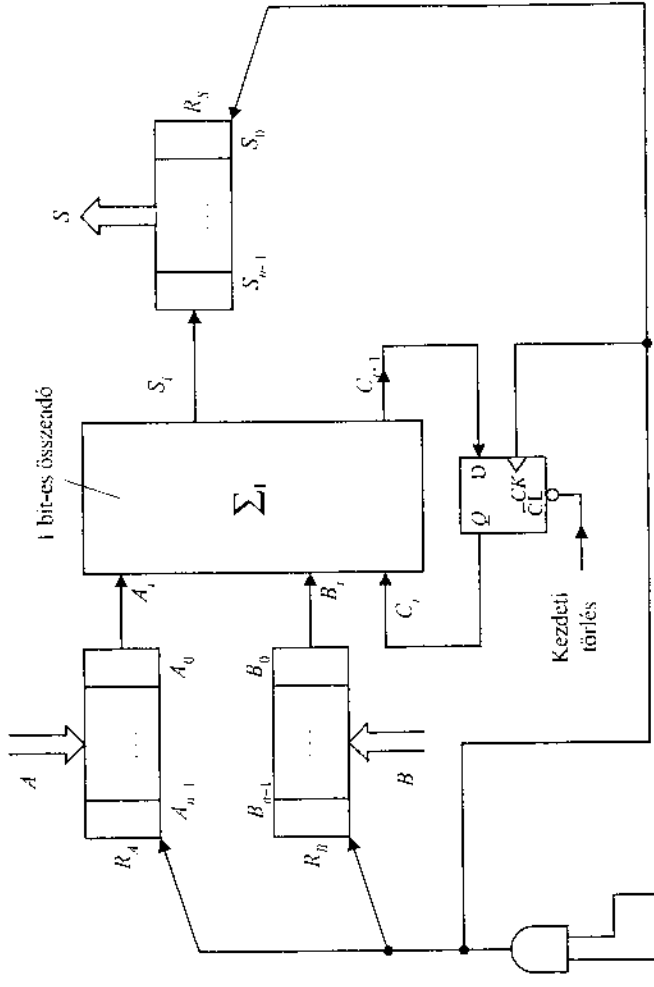 1 bit-es összeadó
A
R_A
A_{n-1}
. . .
A_0
A_i
B_{n-1}
. . .
B_0
B_i
R_B
B
Σ_1
S_i
S
S_{n-1}
. . .
S_0
R_S
C_i
C_{i+1}
Q
D
CK
CL
Kezdeti
törlés